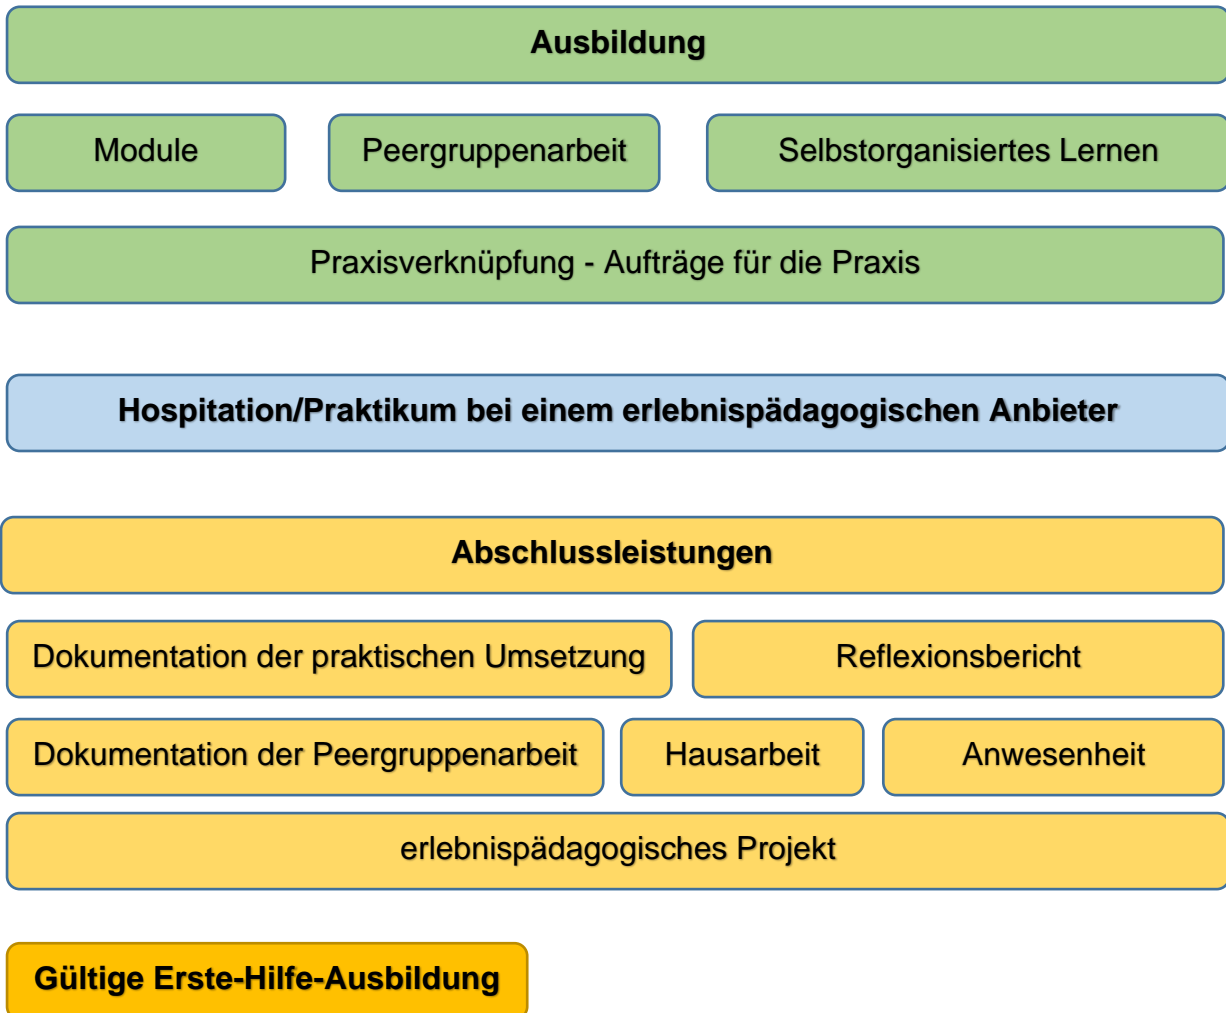 Ausbildung
Module
Peergruppenarbeit
Selbstorganisiertes Lernen
Praxisverknüpfung - Aufträge für die Praxis
Hospitation/Praktikum bei einem erlebnispädagogischen Anbieter
Abschlussleistungen
Dokumentation der praktischen Umsetzung
Reflexionsbericht
Dokumentation der Peergruppenarbeit
Hausarbeit
Anwesenheit
erlebnispädagogisches Projekt
Gültige Erste-Hilfe-Ausbildung